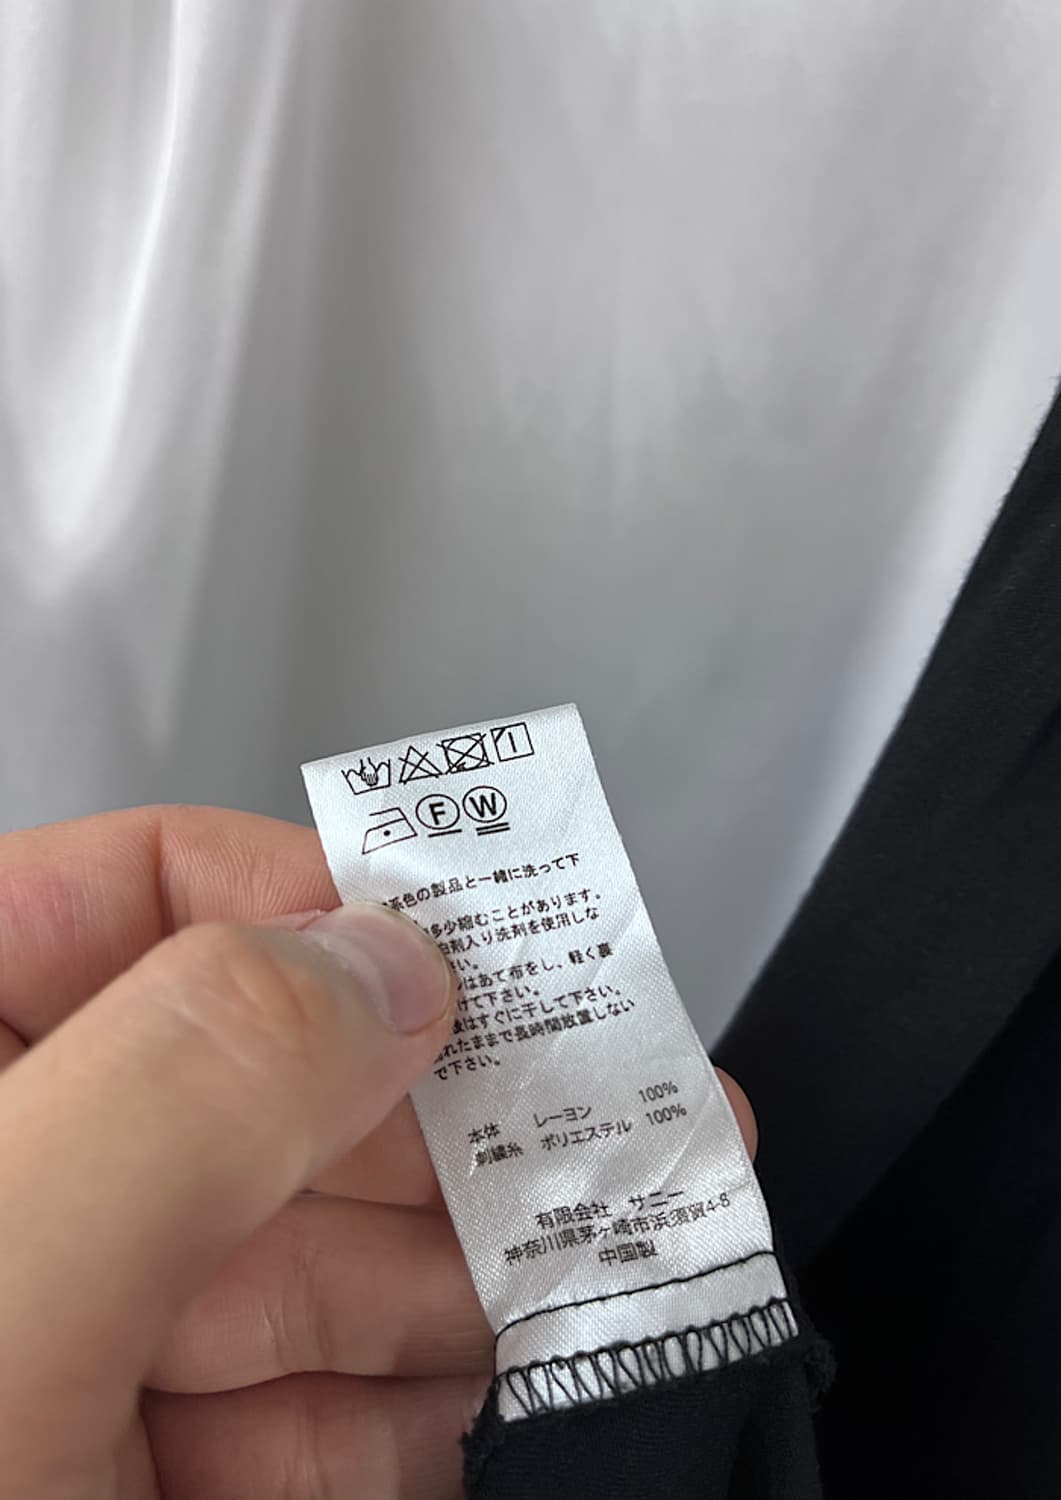 F W
系色の製品と一緒に洗って下
多少縮むことがあります。
白剤入り洗剤を使用しな
い。
はあて布をし、軽く裏
けて下さい。
後はすぐに干して下さい。
れたままで長時間放置しない
で下さい。
本体 レーヨン 100%
刺繍糸 ポリエステル 100%
有限会社 サニー
神奈川県茅ヶ崎市浜須賀4-8
中国製